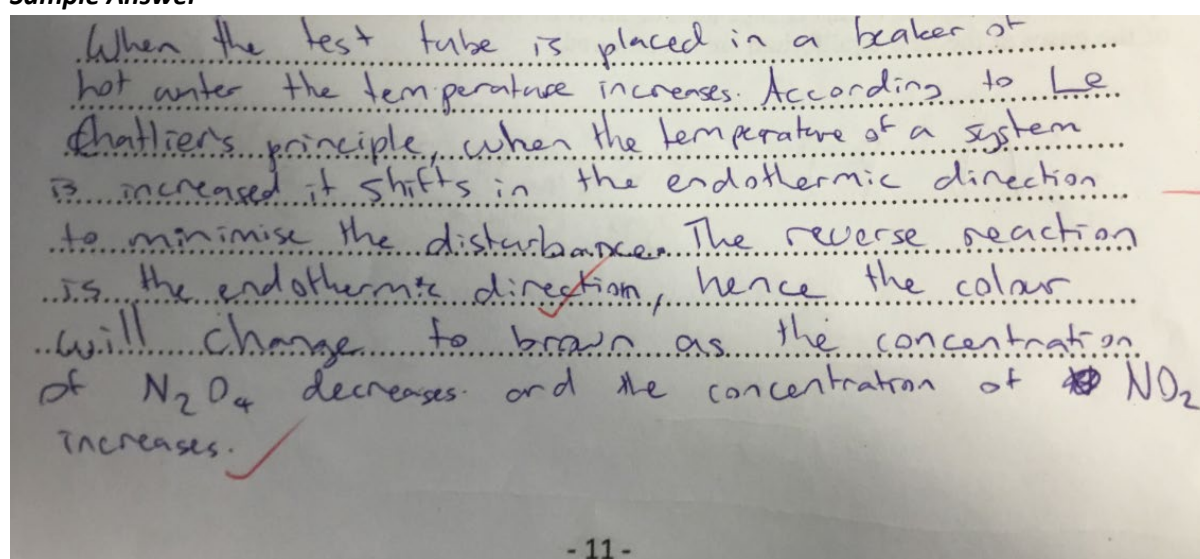 Sample Answer
When the test tube is placed in a beaker of
hot water the temperature increases. According to Le
Chatlier's principle, when the temperature of a system
is increased it shifts in the endothermic direction
to minimise the disturbance. The reverse reaction
is the endothermic direction, hence the colour
will change to brown as the concentration
of N₂O₄ decreases. and the concentration of NO₂
increases.
- 11 -